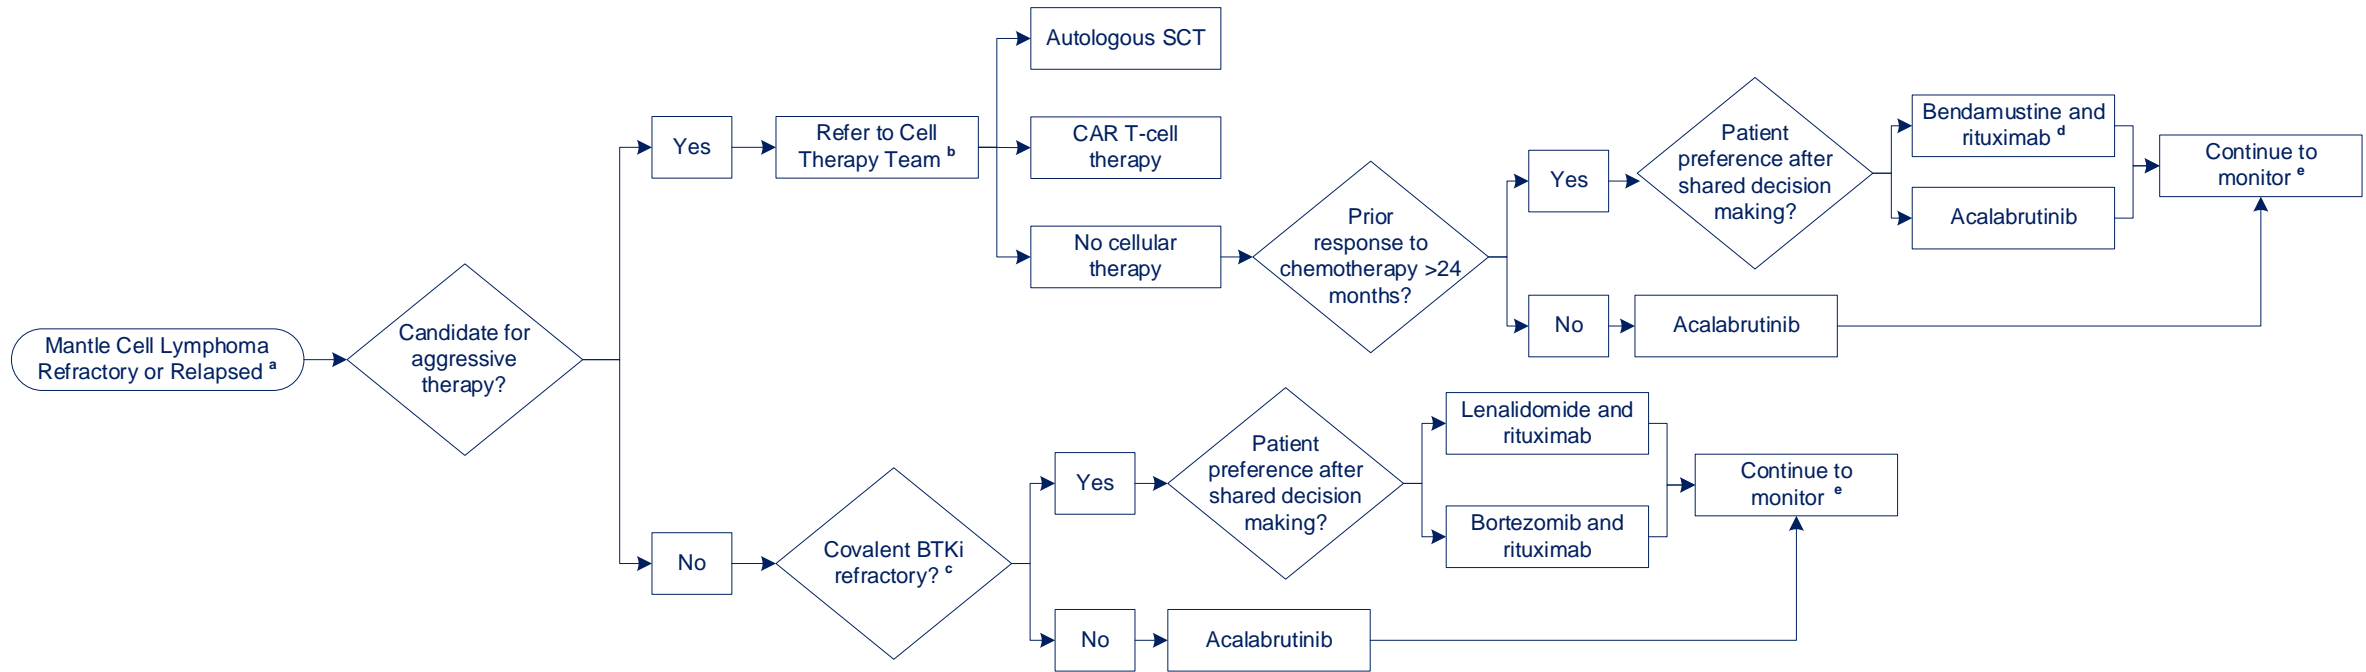 Mantle Cell Lymphoma
Refractory or Relapsed a
Candidate for
aggressive
therapy?
Yes
Refer to Cell
Therapy Team b
Autologous SCT
CAR T-cell
therapy
No cellular
therapy
Prior
response to
chemotherapy >24
months?
Yes
Patient
preference after
shared decision
making?
Bendamustine and
rituximab d
Acalabrutinib
Continue to
monitor e
No
Acalabrutinib
No
Covalent BTKi
refractory? c
Yes
Patient
preference after
shared decision
making?
Lenalidomide and
rituximab
Bortezomib and
rituximab
Continue to
monitor e
No
Acalabrutinib